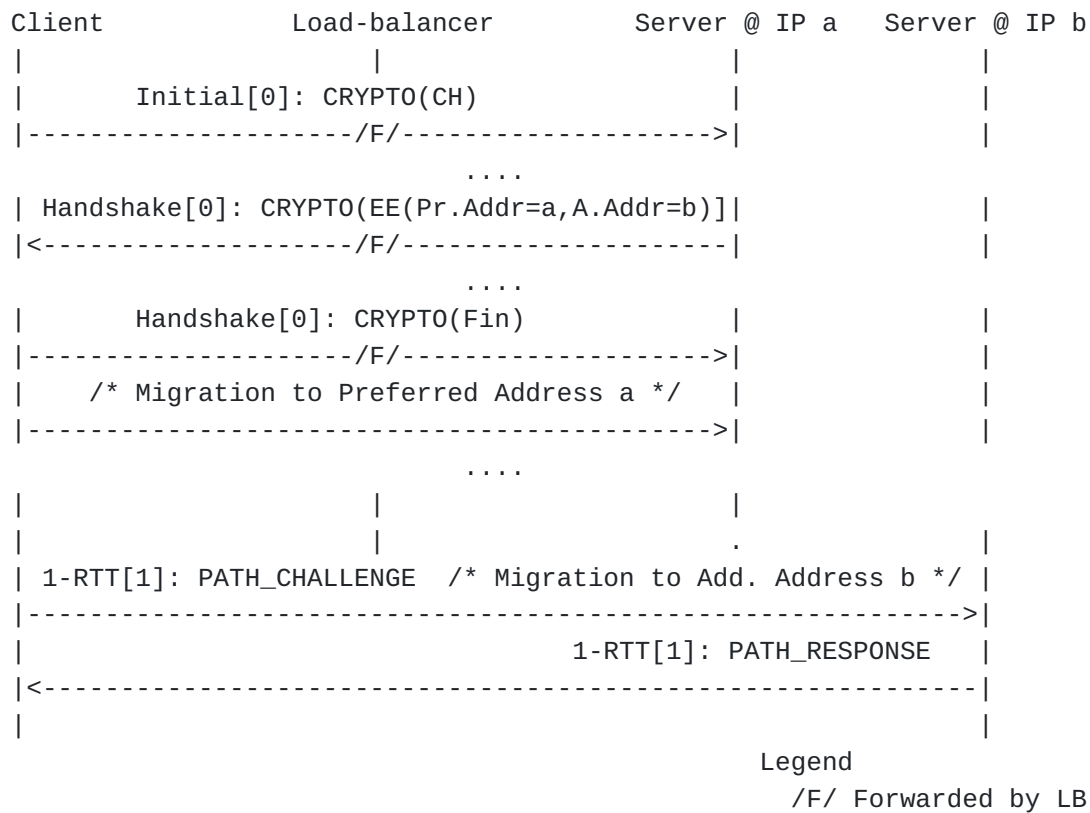 Client Load-balancer Server @ IP a Server @ IP b
| | | |
| Initial[0]: CRYPTO(CH) | |
|---------------------/F/-------------------->| |
....
| Handshake[0]: CRYPTO(EE(Pr.Addr=a,A.Addr=b)]| |
|<--------------------/F/---------------------| |
....
| Handshake[0]: CRYPTO(Fin) | |
|---------------------/F/-------------------->| |
| /* Migration to Preferred Address a */ | |
|-------------------------------------------->| |
....
| | |
| | . |
| 1-RTT[1]: PATH_CHALLENGE /* Migration to Add. Address b */ |
|------------------------------------------------------------>|
| 1-RTT[1]: PATH_RESPONSE |
|<------------------------------------------------------------|
| |
Legend
/F/ Forwarded by LB